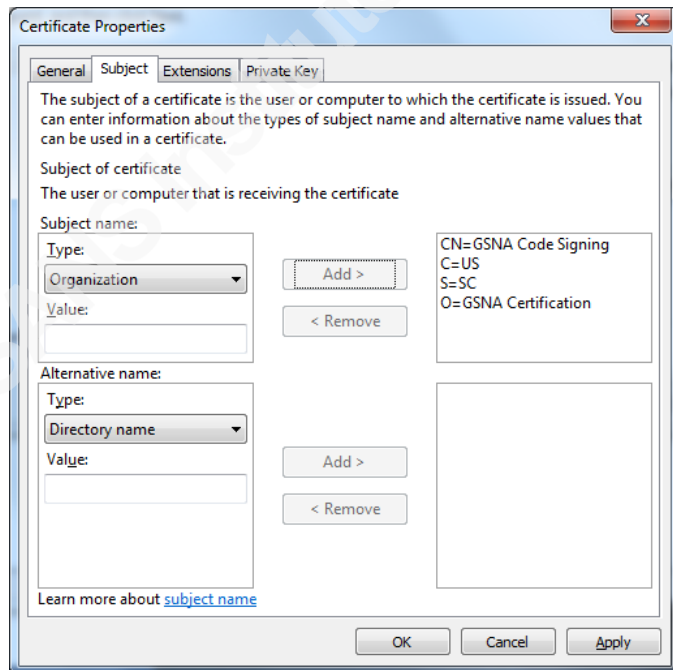 Certificate Properties
General Subject Extensions Private Key
The subject of a certificate is the user or computer to which the certificate is issued. You
can enter information about the types of subject name and alternative name values that
can be used in a certificate.
Subject of certificate
The user or computer that is receiving the certificate
Subject name:
Type:
Organization
Value:
Add >
< Remove
CN=GSNA Code Signing
C=US
S=SC
O=GSNA Certification
Alternative name:
Type:
Directory name
Value:
Add >
< Remove
Learn more about subject name
OK Cancel Apply